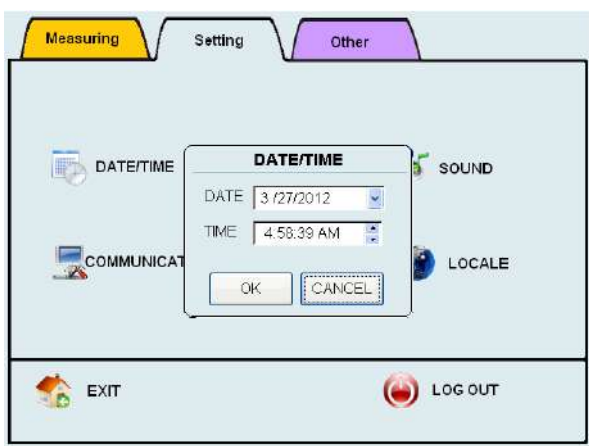 Measuring
Setting
Other
DATE/TIME
SOUND
DATE/TIME
DATE 3 /27/2012
TIME 4:58:39 AM
COMMUNICAT
LOCALE
OK
CANCEL
EXIT
LOG OUT